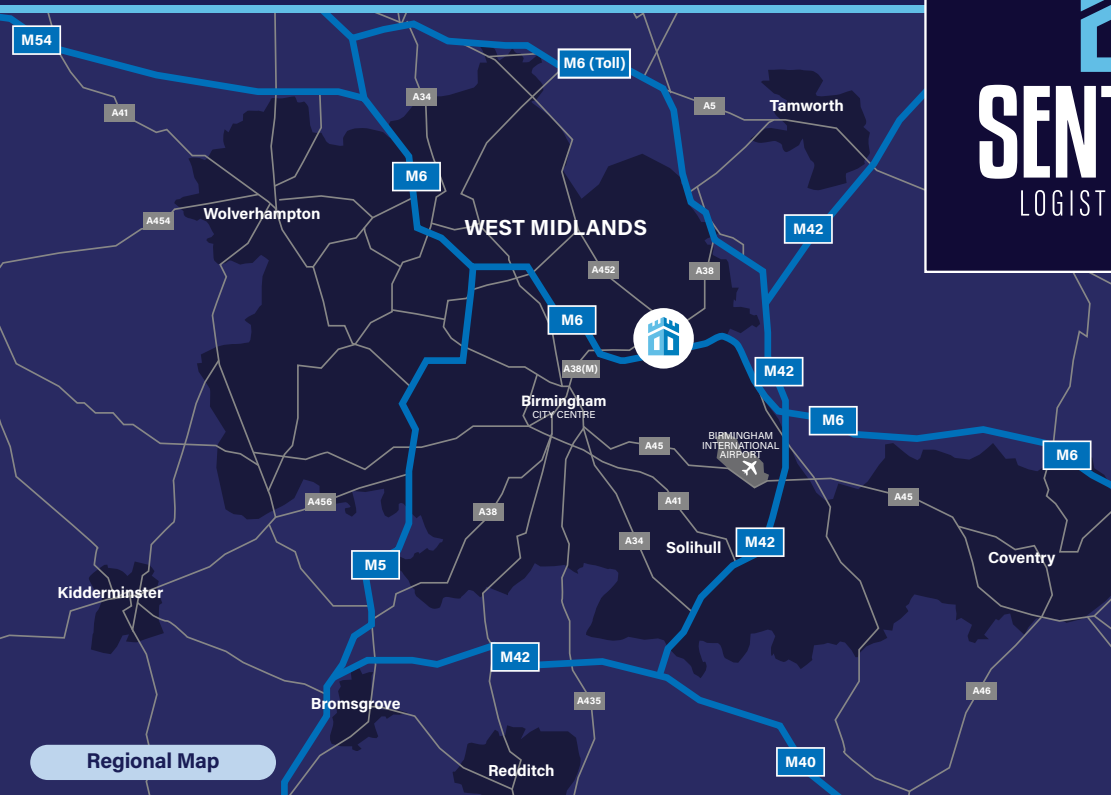 M54
M6 (Toll)
A34
A5
Tamworth
A41
SENT
LOGIST
M6
Wolverhampton
A454
WEST MIDLANDS
M42
A452
A38
M6
A38(M)
M42
Birmingham
CITY CENTRE
M6
BIRMINGHAM
INTERNATIONAL
AIRPORT
A45
M6
A456
A38
A41
A45
A34
Solihull
M42
Coventry
M5
Kidderminster
M42
A435
A46
Bromsgrove
Regional Map
Redditch
M40